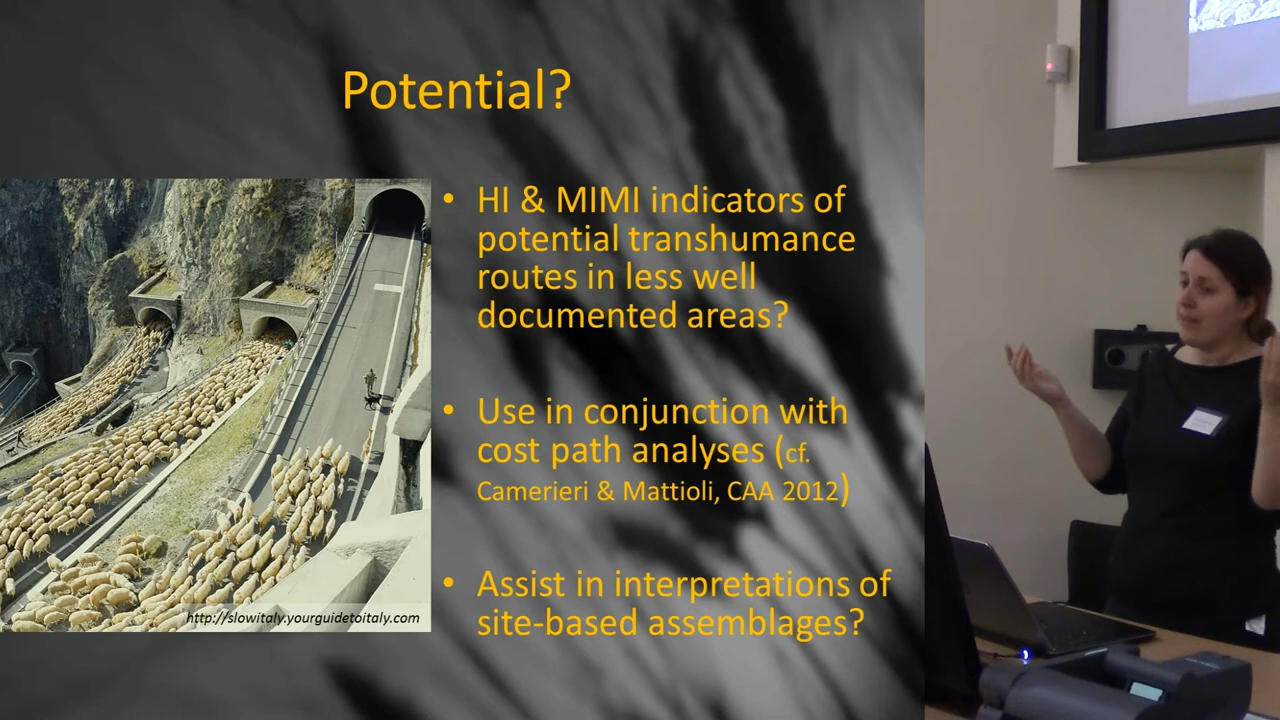 Potential?
• HI & MIMI indicators of
potential transhumance
routes in less well
documented areas?
• Use in conjunction with
cost path analyses (cf.
Camerieri & Mattioli, CAA 2012)
• Assist in interpretations of
site-based assemblages?
http://slowitaly.yourguidetoitaly.com